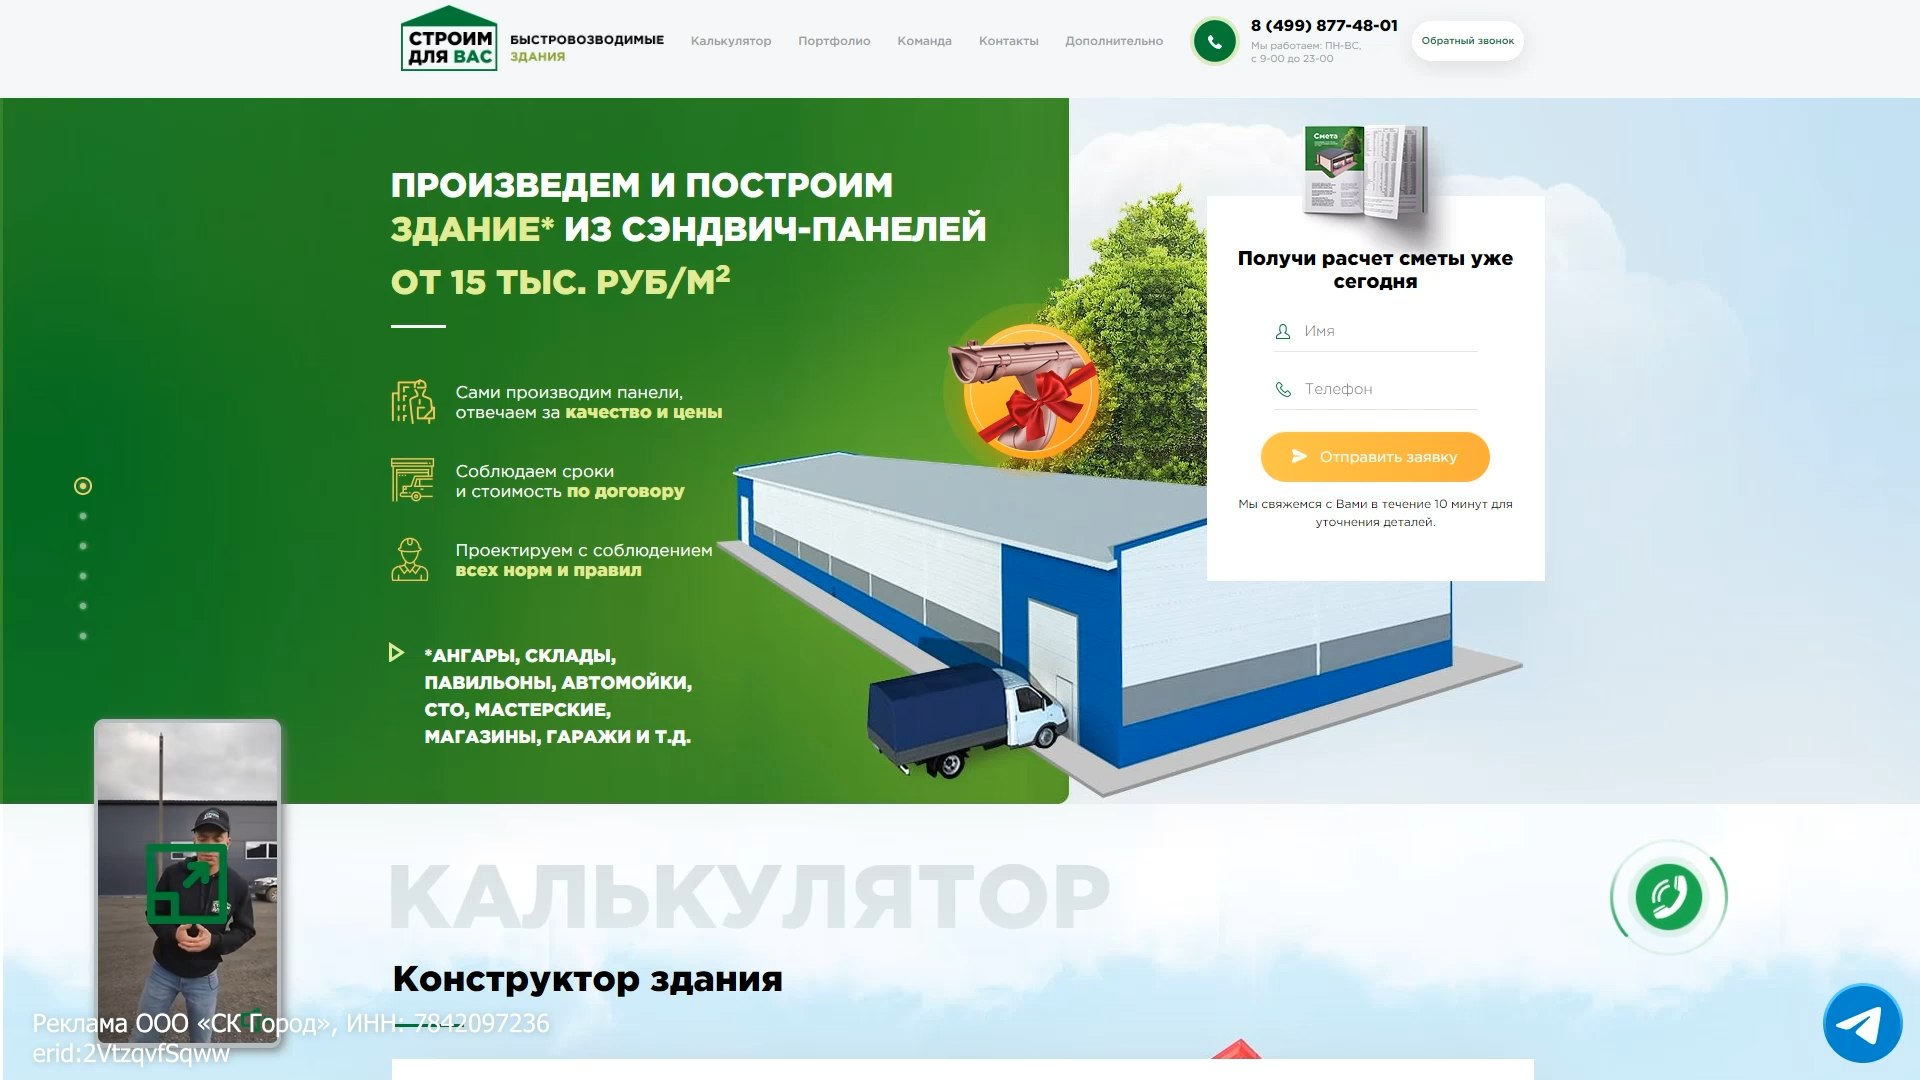 СТРОИМ
ДЛЯ ВАС
БЫСТРОВОЗВОДИМЫЕ
ЗДАНИЯ
Калькулятор
Портфолио
Команда
Контакты
Дополнительно
8 (499) 877-48-01
Мы работаем: ПН-ВС,
с 9-00 до 23-00
Обратный звонок
ПРОИЗВЕДЕМ И ПОСТРОИМ
ЗДАНИЕ* ИЗ СЭНДВИЧ-ПАНЕЛЕЙ
ОТ 15 ТЫС. РУБ/М²
Сами производим панели,
отвечаем за качество и цены
Соблюдаем сроки
и стоимость по договору
Проектируем с соблюдением
всех норм и правил
*АНГАРЫ, СКЛАДЫ,
ПАВИЛЬОНЫ, АВТОМОЙКИ,
СТО, МАСТЕРСКИЕ,
МАГАЗИНЫ, ГАРАЖИ И Т.Д.
Смета
Получи расчет сметы уже
сегодня
Имя
Телефон
Отправить заявку
Мы свяжемся с Вами в течение 10 минут для
уточнения деталей.
КАЛЬКУЛЯТОР
Конструктор здания
Реклама ООО «СК Город», ИНН: 7842097236
erid:2VtzqvfSqww